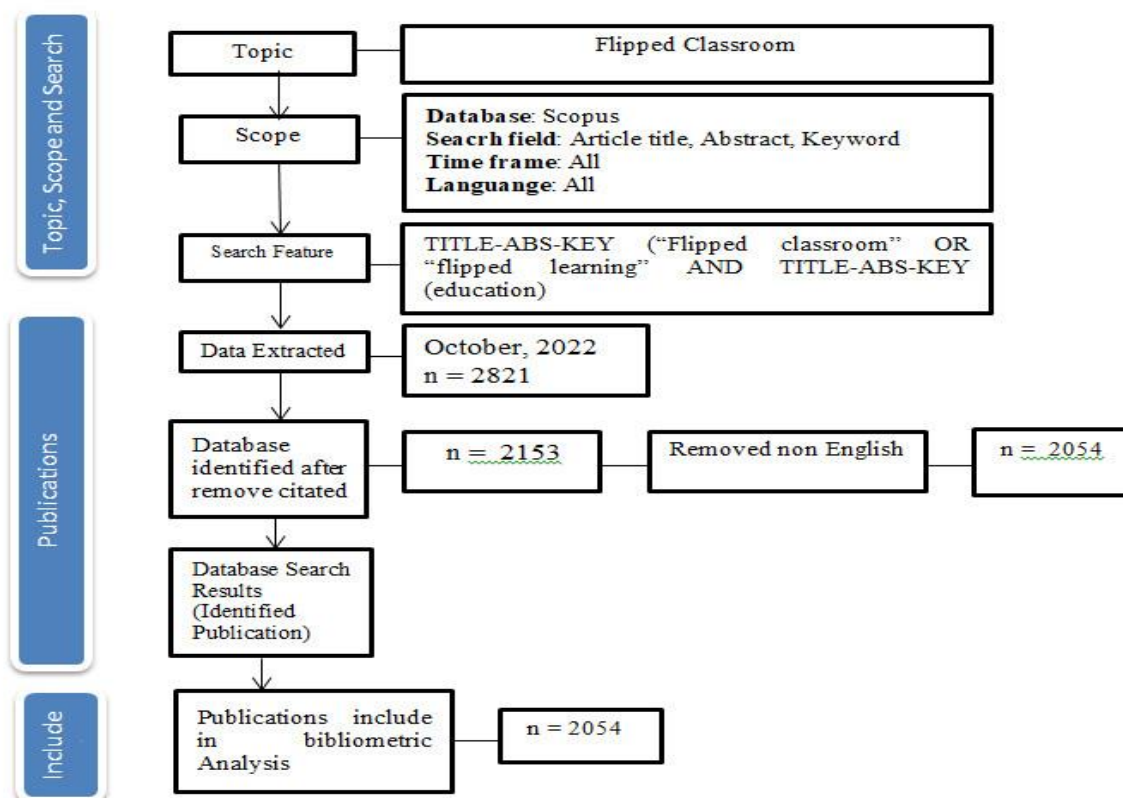 Topic, Scope and Search
Topic
Flipped Classroom
Scope
Database: Scopus
Seacrh field: Article title, Abstract, Keyword
Time frame: All
Languange: All
Search Feature
TITLE-ABS-KEY (“Flipped classroom” OR
“flipped learning” AND TITLE-ABS-KEY
(education)
Publications
Data Extracted
October, 2022
n = 2821
Database
identified after
remove citated
n = 2153
Removed non English
n = 2054
Database Search
Results
(Identified
Publication)
Include
Publications include
in bibliometric
Analysis
n = 2054